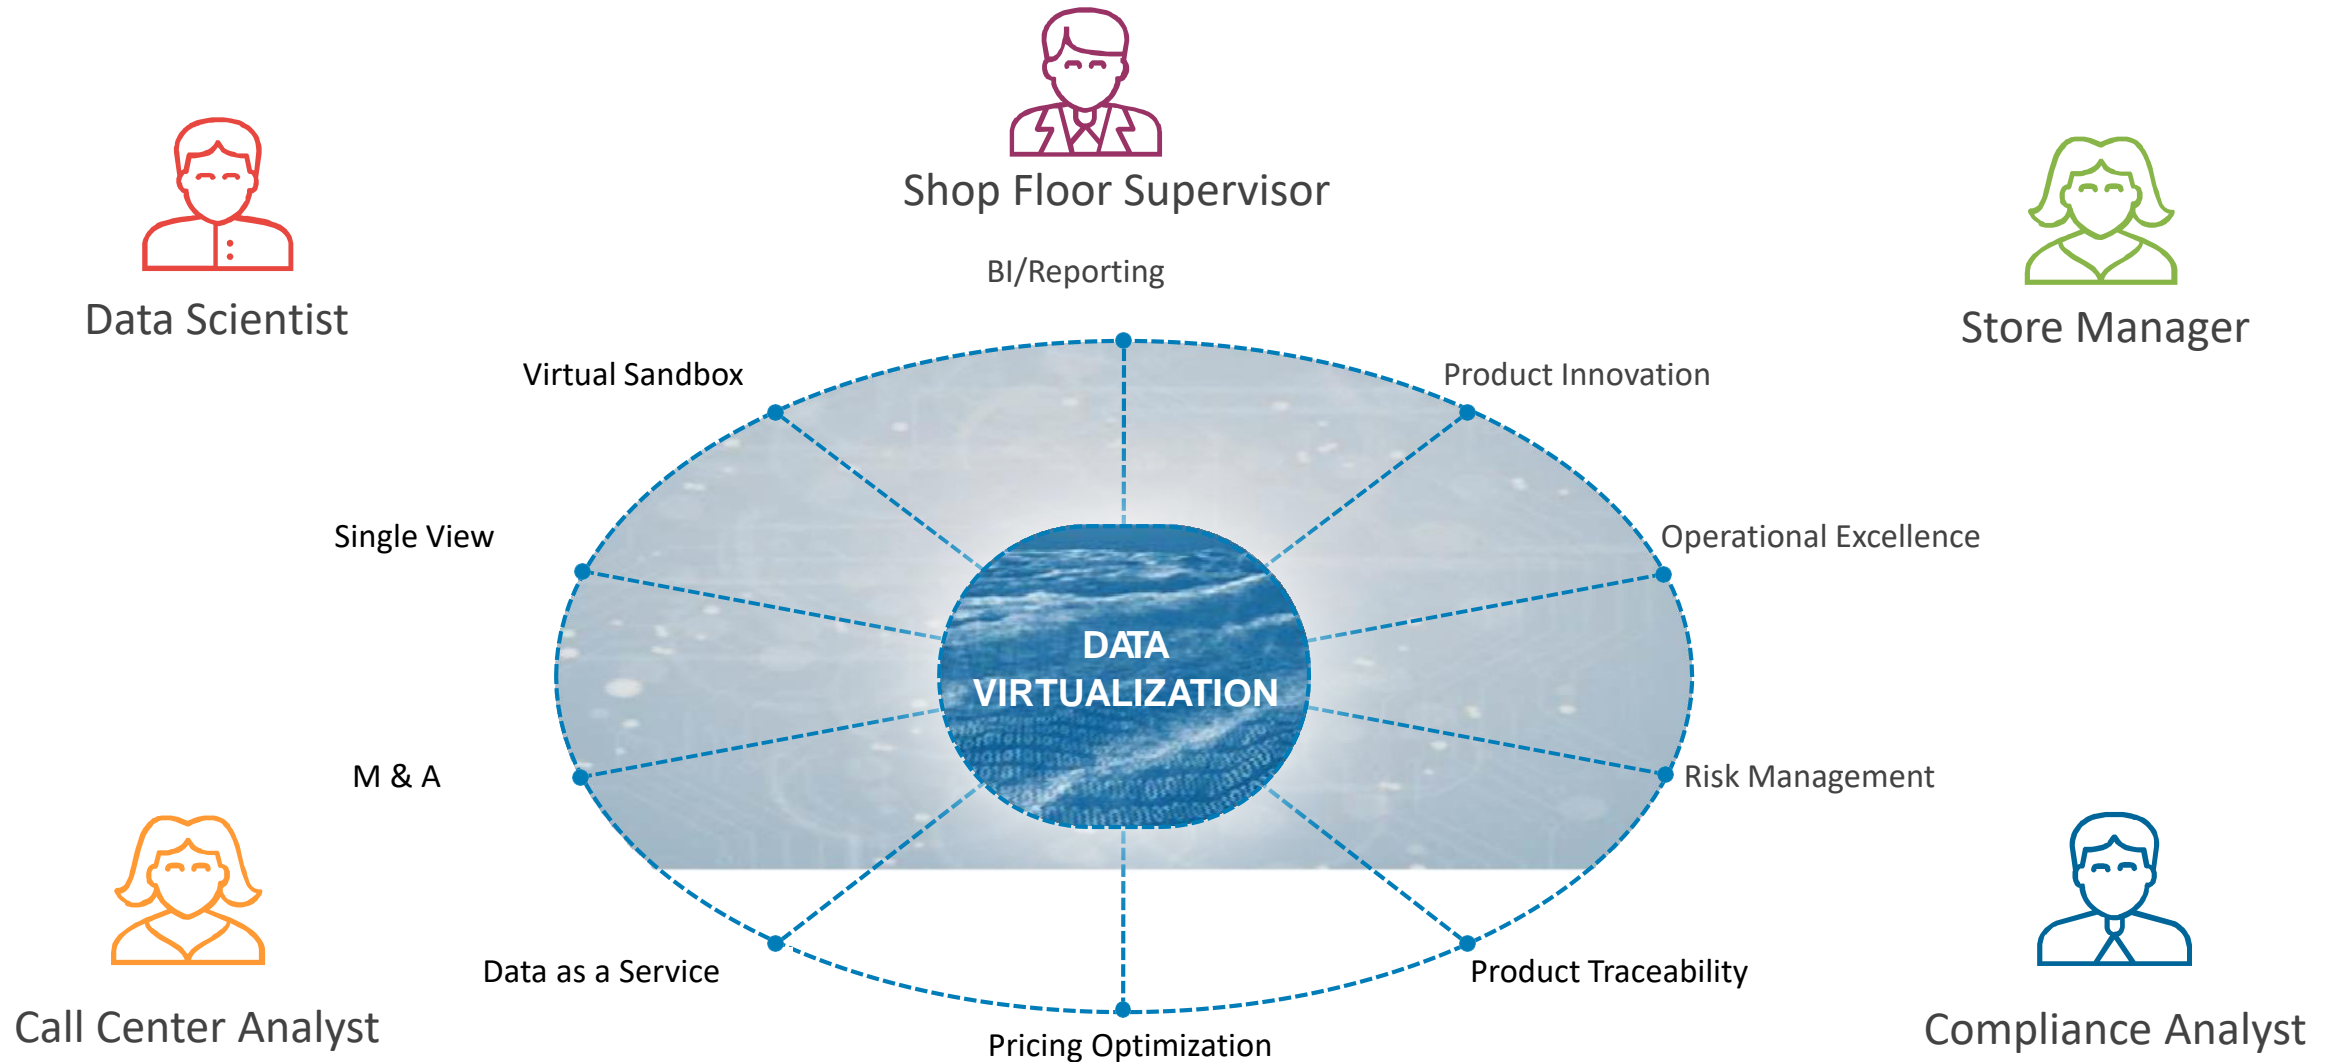 Shop Floor Supervisor
Data Scientist
Store Manager
BI/Reporting
Virtual Sandbox
Product Innovation
Single View
Operational Excellence
DATA
VIRTUALIZATION
M & A
Risk Management
Data as a Service
Product Traceability
Pricing Optimization
Call Center Analyst
Compliance Analyst